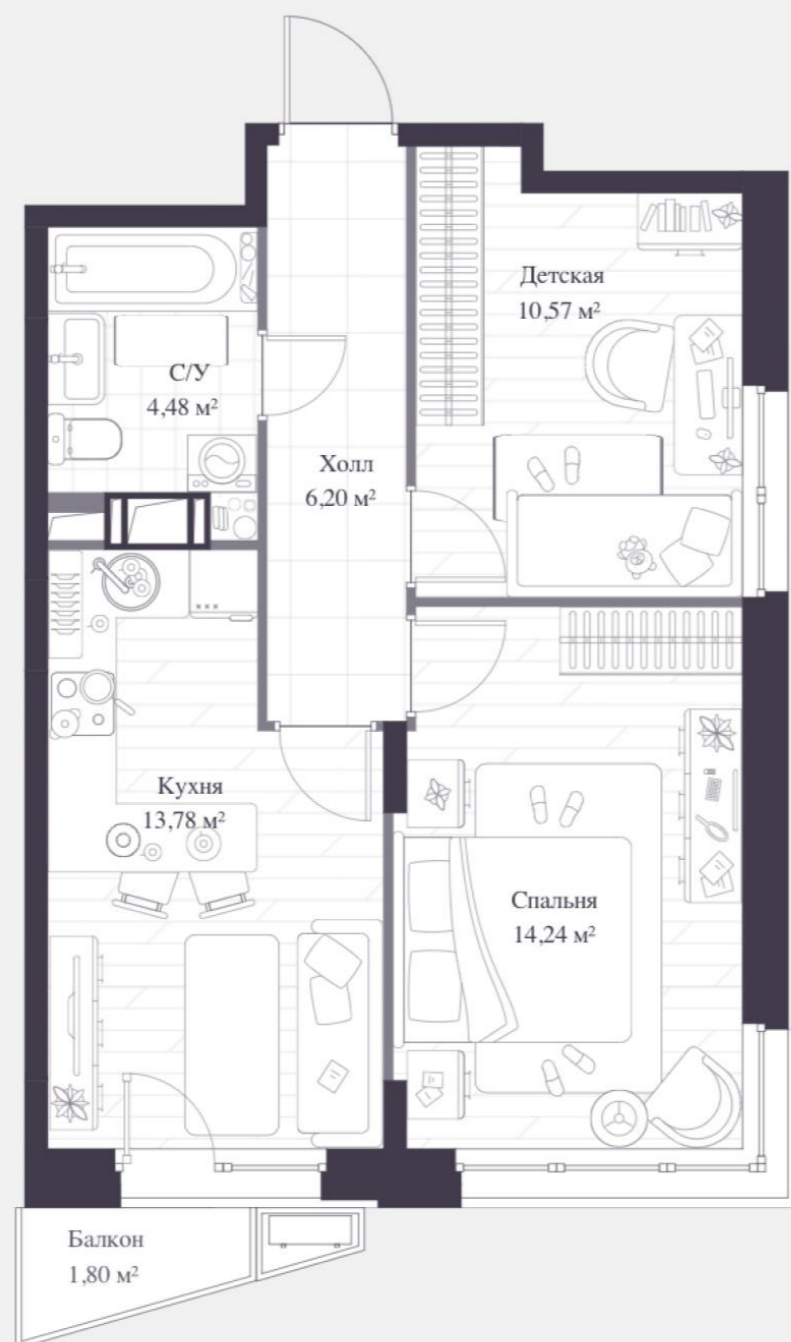 Детская
10,57 м²
С/У
4,48 м²
Холл
6,20 м²
Кухня
13,78 м²
Спальня
14,24 м²
Балкон
1,80 м²